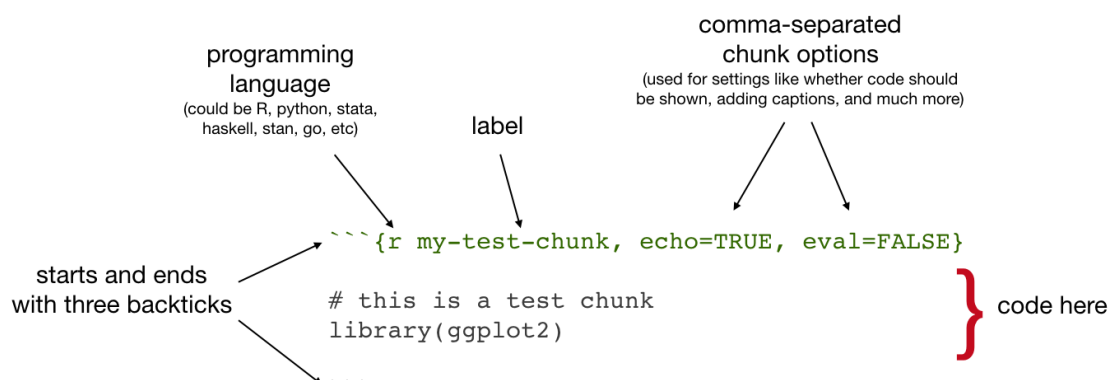 comma-separated
chunk options
(used for settings like whether code should
be shown, adding captions, and much more)
programming
language
(could be R, python, stata,
haskell, stan, go, etc)
label
```{r my-test-chunk, echo=TRUE, eval=FALSE}
starts and ends
with three backticks
# this is a test chunk
library(ggplot2)
code here
```